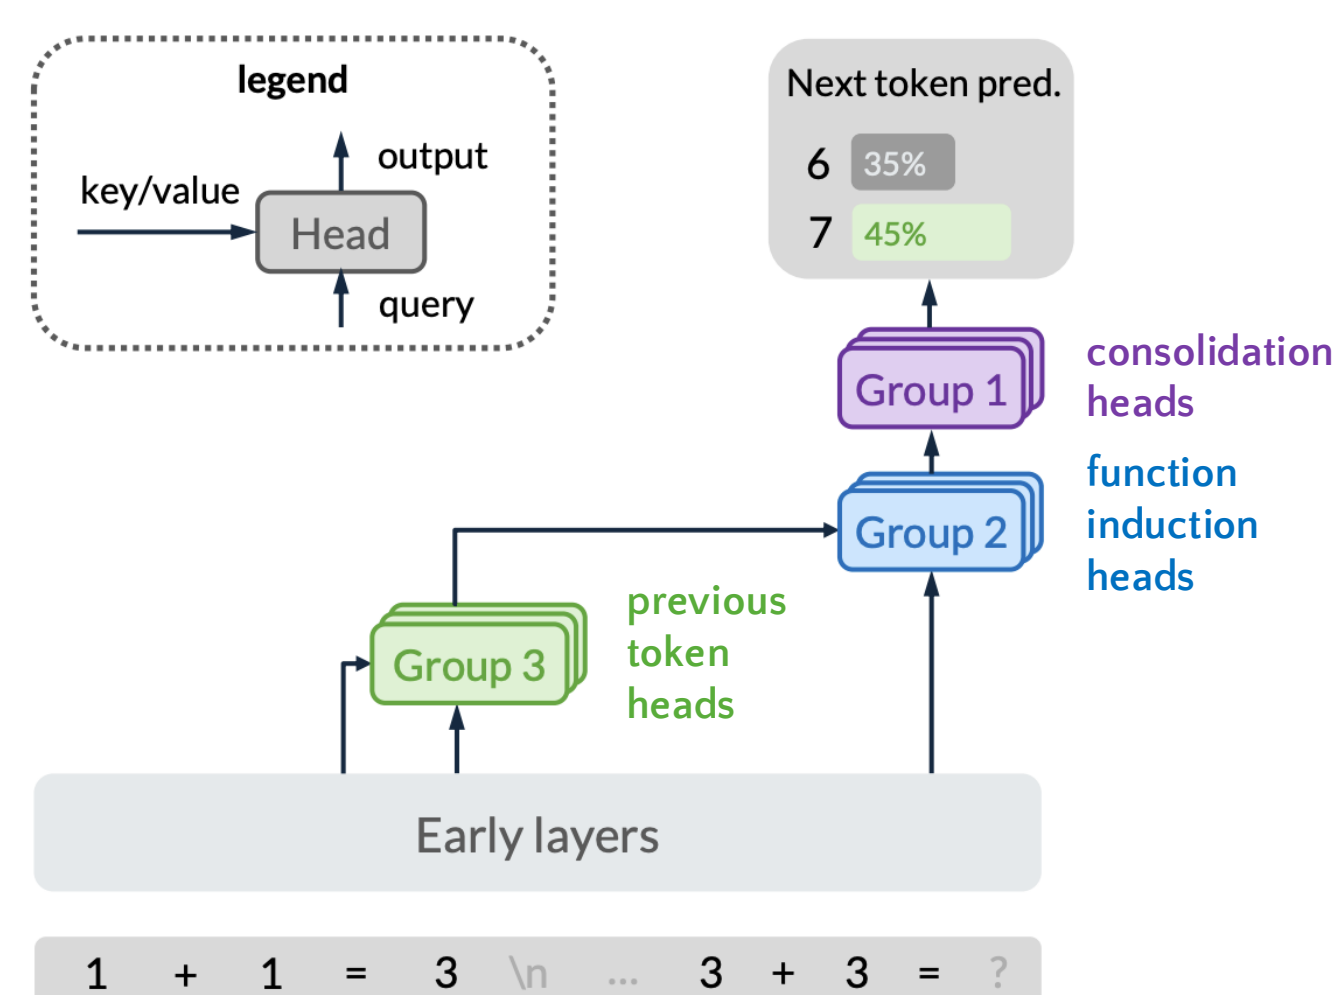 legend
output
key/value
Head
query
Next token pred.
6 35%
7 45%
Group 1
consolidation
heads
Group 2
function
induction
heads
Group 3
previous
token
heads
Early layers
1 + 1 = 3 \n ... 3 + 3 = ?